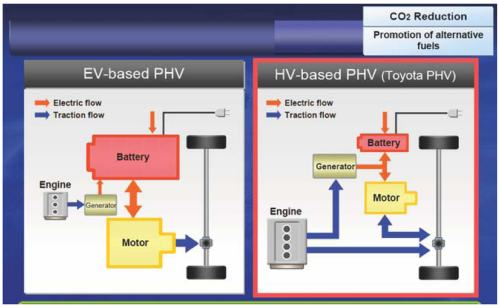 CO2 Reduction
Promotion of alternative
fuels
EV-based PHV
Electric flow
Traction flow
Battery
Engine
Generator
Motor
HV-based PHV (Toyota PHV)
Electric flow
Traction flow
Battery
Generator
Motor
Engine